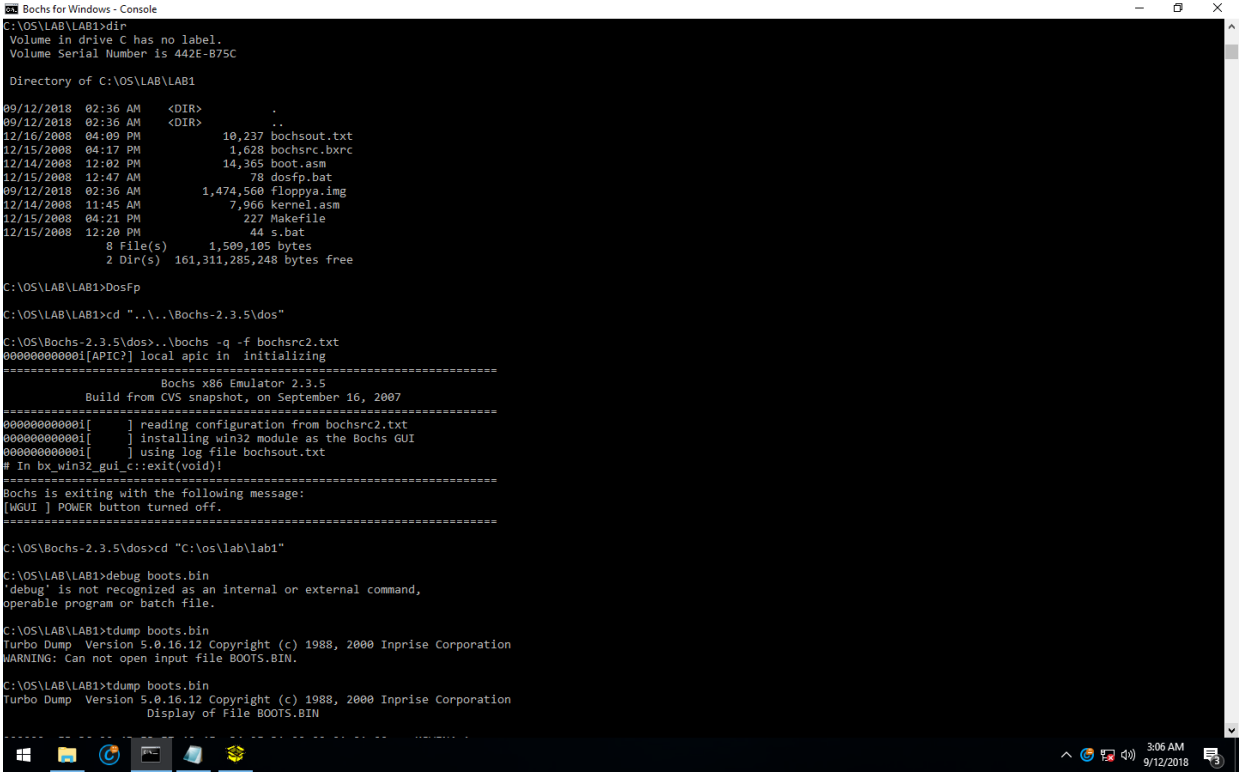 Bochs for Windows - Console
C:\OS\LAB\LAB1>dir
Volume in drive C has no label.
Volume Serial Number is 442E-B75C
Directory of C:\OS\LAB\LAB1
09/12/2018 02:36 AM <DIR> .
09/12/2018 02:36 AM <DIR> ..
12/16/2008 04:09 PM 10,237 bochsout.txt
12/15/2008 04:17 PM 1,628 bochsrc.bxrc
12/14/2008 12:02 PM 14,365 boot.asm
12/15/2008 12:47 AM 78 dosfp.bat
09/12/2018 02:36 AM 1,474,560 floppya.img
12/14/2008 11:45 AM 7,966 kernel.asm
12/15/2008 04:21 PM 227 Makefile
12/15/2008 12:20 PM 44 s.bat
8 File(s) 1,509,105 bytes
2 Dir(s) 161,311,285,248 bytes free
C:\OS\LAB\LAB1>DosFp
C:\OS\LAB\LAB1>cd "..\..\Bochs-2.3.5\dos"
C:\OS\Bochs-2.3.5\dos>..\bochs -q -f bochsrc2.txt
00000000000i[APIC?] local apic in initializing
========================================================================
Bochs x86 Emulator 2.3.5
Build from CVS snapshot, on September 16, 2007
========================================================================
00000000000i[ ] reading configuration from bochsrc2.txt
00000000000i[ ] installing win32 module as the Bochs GUI
00000000000i[ ] using log file bochsout.txt
# In bx_win32_gui_c::exit(void)!
========================================================================
Bochs is exiting with the following message:
[WGUI ] POWER button turned off.
========================================================================
C:\OS\Bochs-2.3.5\dos>cd "C:\os\lab\lab1"
C:\OS\LAB\LAB1>debug boots.bin
'debug' is not recognized as an internal or external command,
operable program or batch file.
C:\OS\LAB\LAB1>tdump boots.bin
Turbo Dump Version 5.0.16.12 Copyright (c) 1988, 2000 Inprise Corporation
WARNING: Can not open input file BOOTS.BIN.
C:\OS\LAB\LAB1>tdump boots.bin
Turbo Dump Version 5.0.16.12 Copyright (c) 1988, 2000 Inprise Corporation
Display of File BOOTS.BIN
3:06 AM
9/12/2018
3